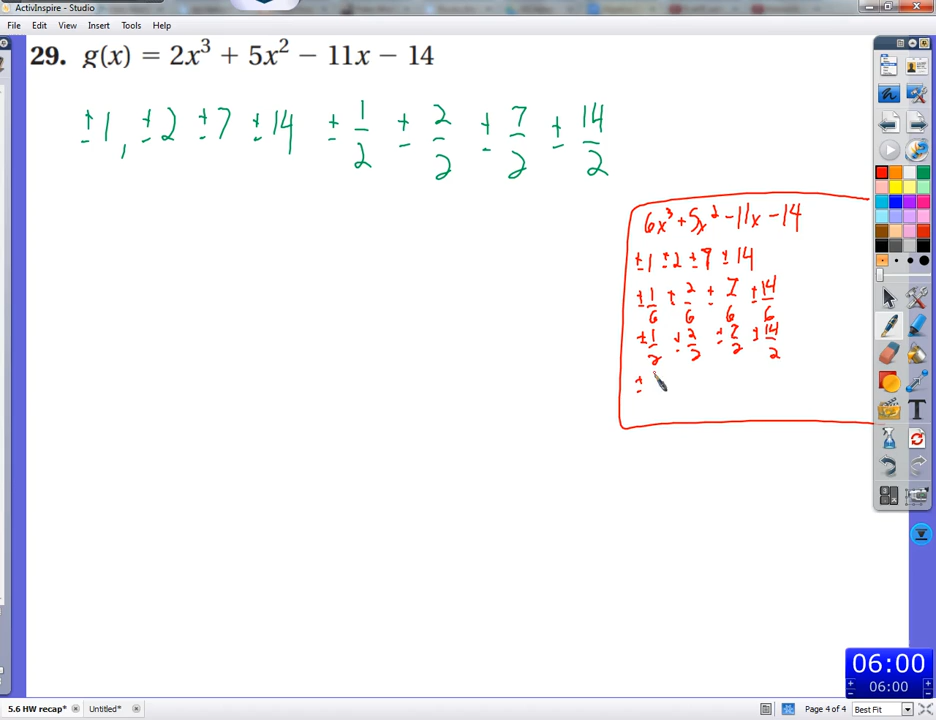 ActivInspire - Studio
File Edit View Insert Tools Help
29. g(x) = 2x³ + 5x² − 11x − 14
±1, ±2 ±7 ±14 ±1/2 ±2/2 ±7/2 ±14/2
6x³+5x²-11x-14
±1 ±2 ±7 ±14
±1/6 ±2/6 ±7/6 ±14/6
±1/2 ±2/2 ±7/2 ±14/2
±
T
06:00
06:00
5.6 HW recap* Untitled* Page 4 of 4 Best Fit